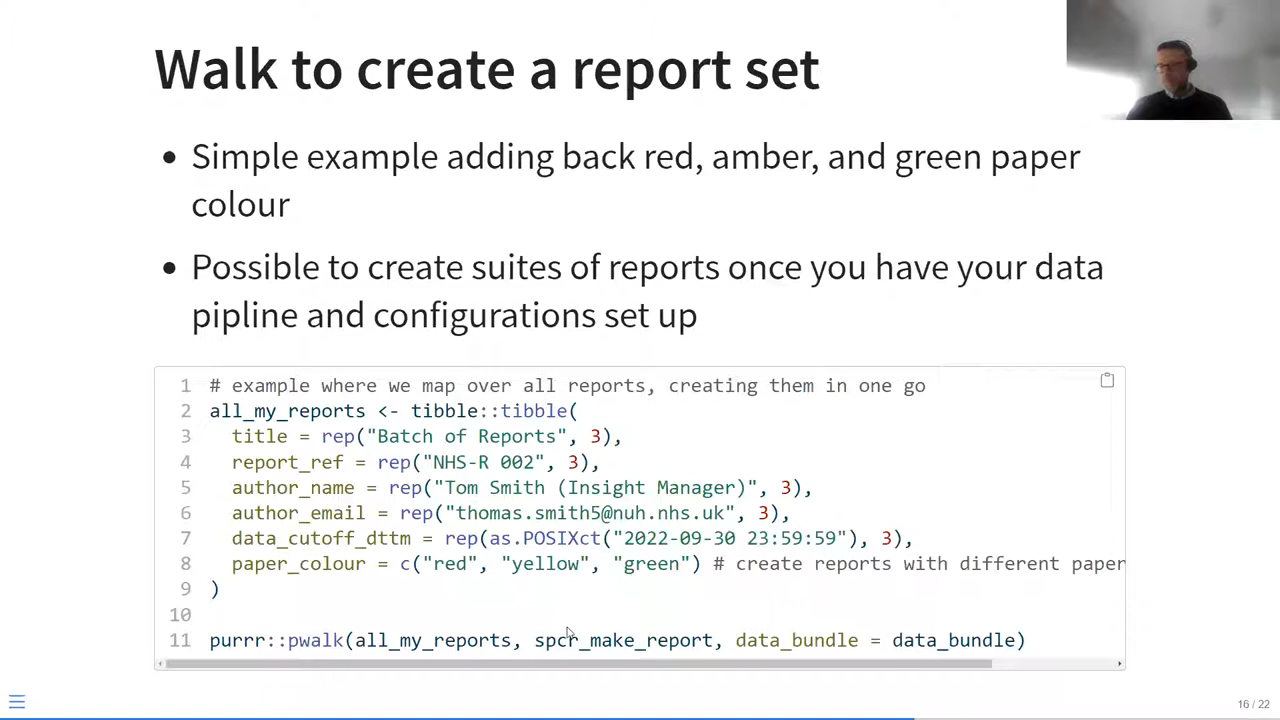 Walk to create a report set
• Simple example adding back red, amber, and green paper
colour
• Possible to create suites of reports once you have your data
pipline and configurations set up
1 # example where we map over all reports, creating them in one go
2 all_my_reports <- tibble::tibble(
3   title = rep("Batch of Reports", 3),
4   report_ref = rep("NHS-R 002", 3),
5   author_name = rep("Tom Smith (Insight Manager)", 3),
6   author_email = rep("thomas.smith5@nuh.nhs.uk", 3),
7   data_cutoff_dttm = rep(as.POSIXct("2022-09-30 23:59:59"), 3),
8   paper_colour = c("red", "yellow", "green") # create reports with different paper
9 )
10
11 purrr::pwalk(all_my_reports, spcr_make_report, data_bundle = data_bundle)
16 / 22